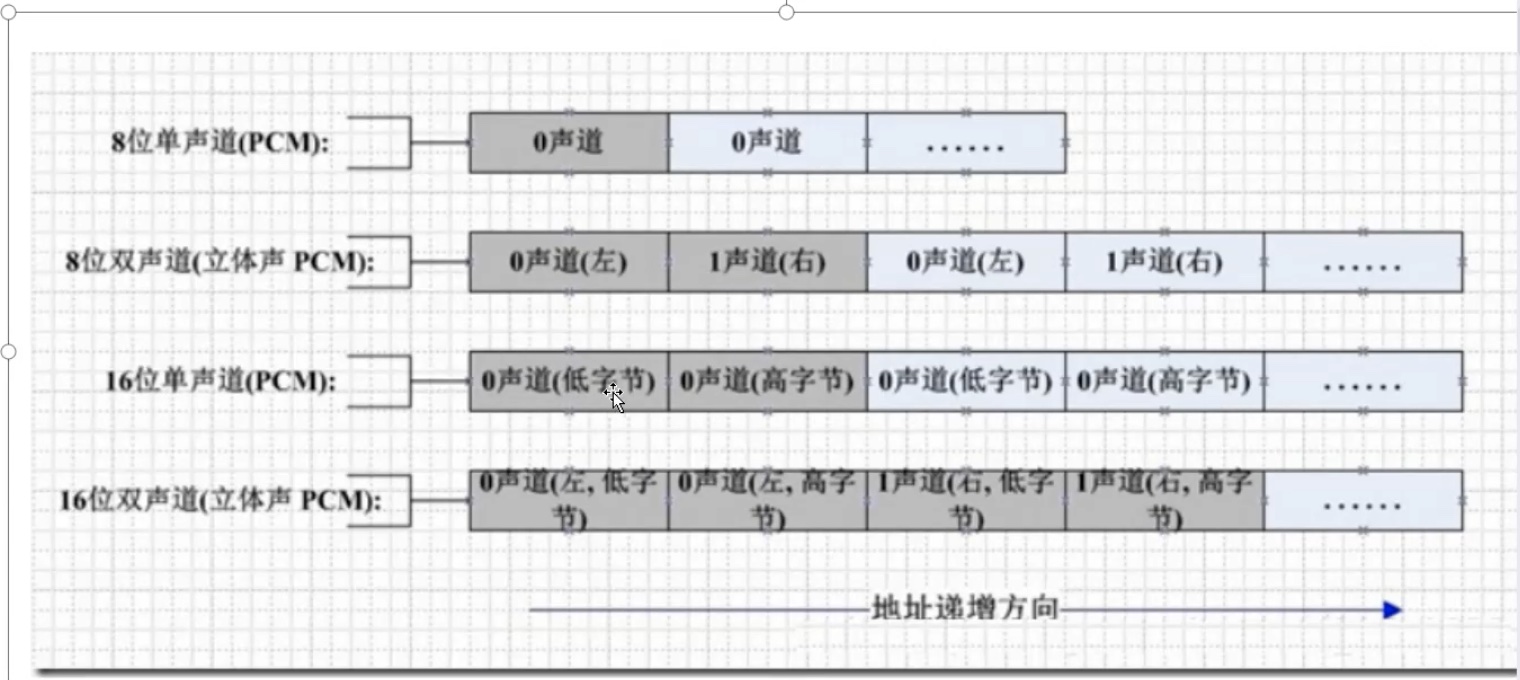 8位单声道(PCM):
0声道
0声道
......
8位双声道(立体声 PCM):
0声道(左)
1声道(右)
0声道(左)
1声道(右)
......
16位单声道(PCM):
0声道(低字节)
0声道(高字节)
0声道(低字节)
0声道(高字节)
......
16位双声道(立体声 PCM):
0声道(左, 低字
节)
0声道(左, 高字
节)
1声道(右, 低字
节)
1声道(右, 高字
节)
......
地址递增方向